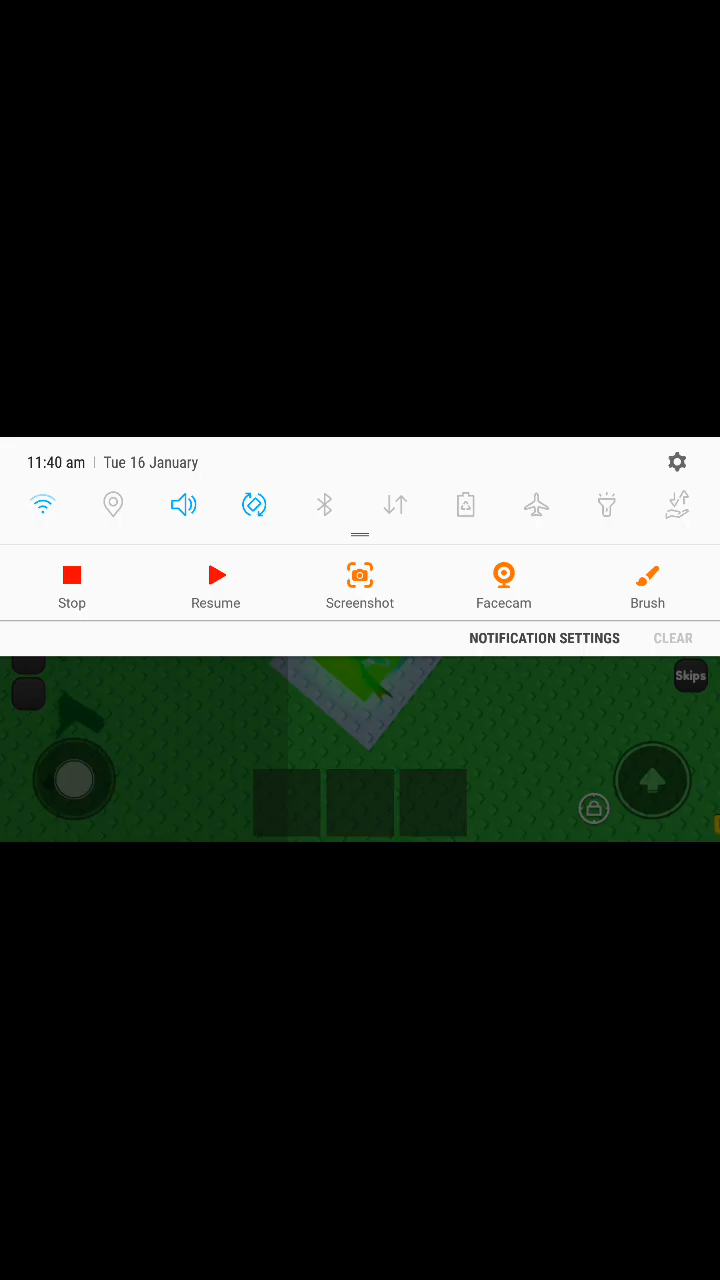 11:40 am | Tue 16 January
Stop Resume Screenshot Facecam Brush
NOTIFICATION SETTINGS CLEAR
Skips